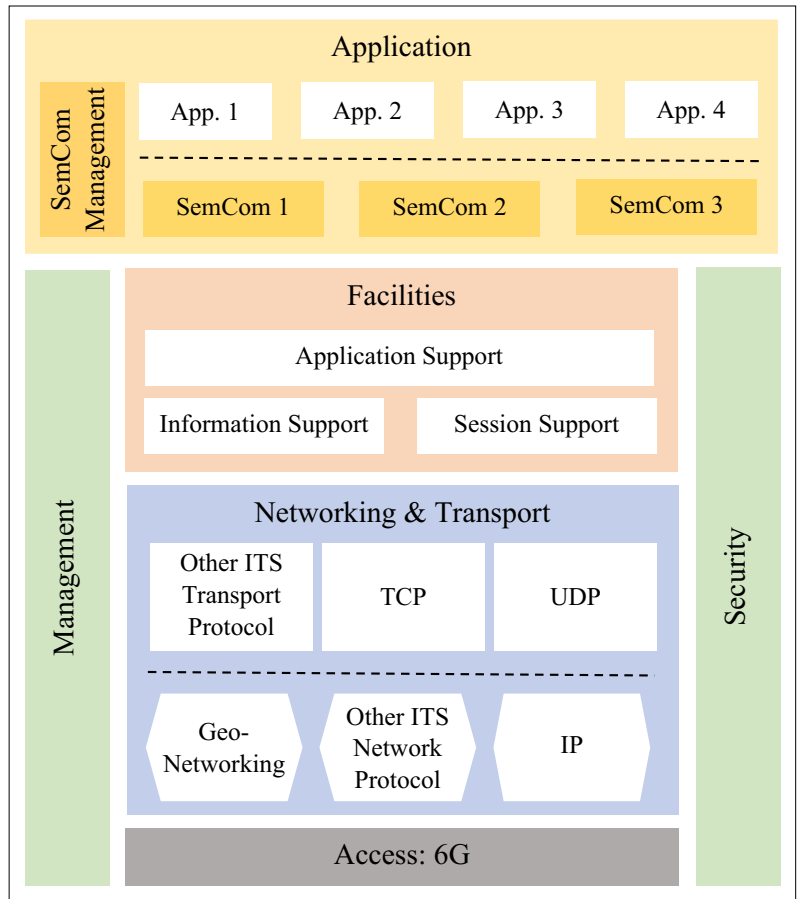 Application
SemCom
Management
App. 1
App. 2
App. 3
App. 4
SemCom 1
SemCom 2
SemCom 3
Management
Facilities
Application Support
Information Support
Session Support
Networking & Transport
Other ITS
Transport
Protocol
TCP
UDP
Geo-
Networking
Other ITS
Network
Protocol
IP
Access: 6G
Security